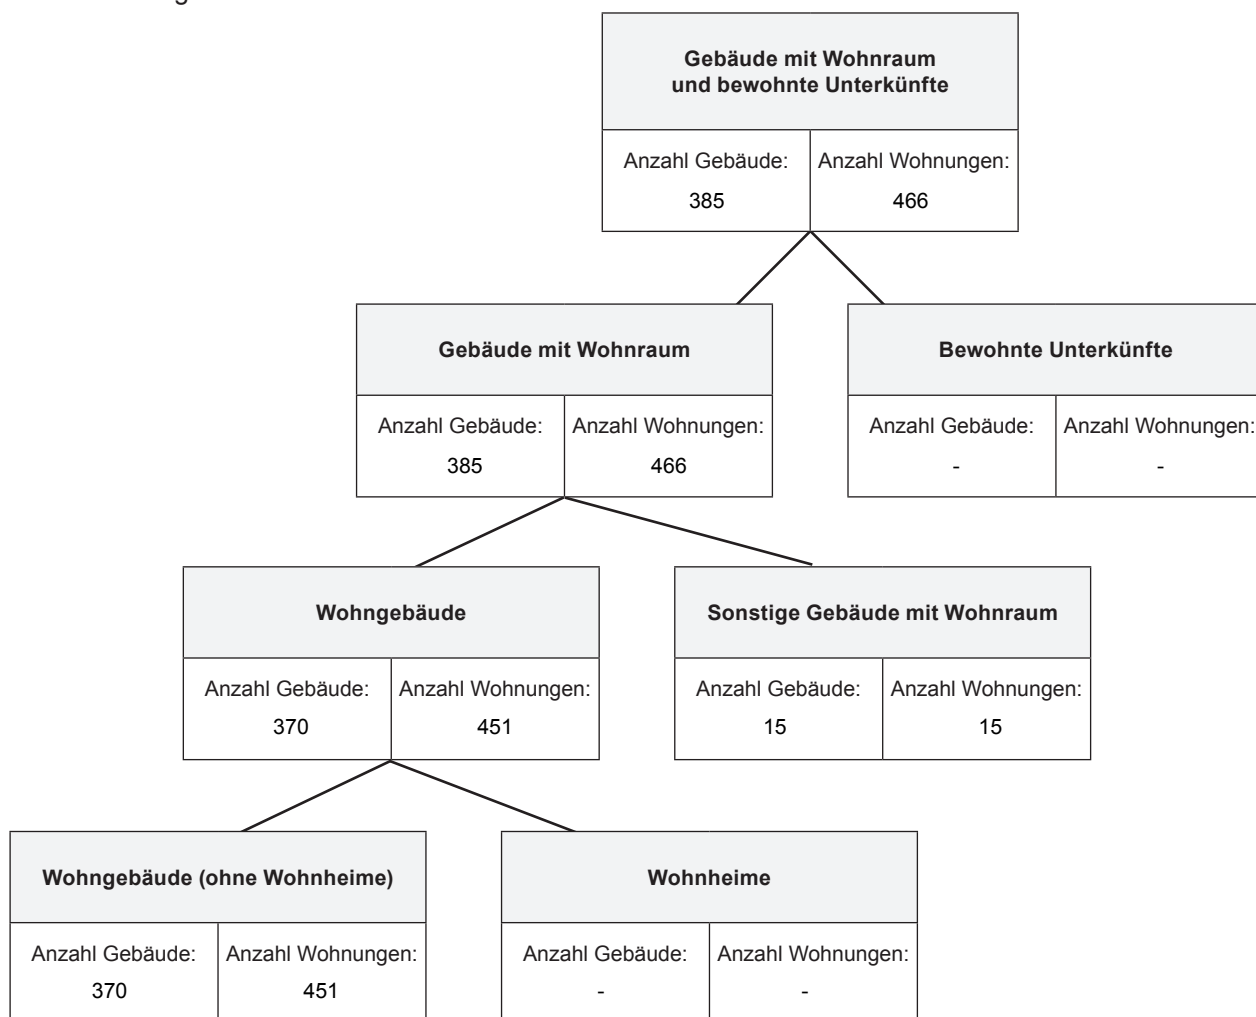 Gebäude mit Wohnraum
und bewohnte Unterkünfte
Anzahl Gebäude: Anzahl Wohnungen:
385 466
Gebäude mit Wohnraum
Anzahl Gebäude: Anzahl Wohnungen:
385 466
Bewohnte Unterkünfte
Anzahl Gebäude: Anzahl Wohnungen:
- -
Wohngebäude
Anzahl Gebäude: Anzahl Wohnungen:
370 451
Sonstige Gebäude mit Wohnraum
Anzahl Gebäude: Anzahl Wohnungen:
15 15
Wohngebäude (ohne Wohnheime)
Anzahl Gebäude: Anzahl Wohnungen:
370 451
Wohnheime
Anzahl Gebäude: Anzahl Wohnungen:
- -